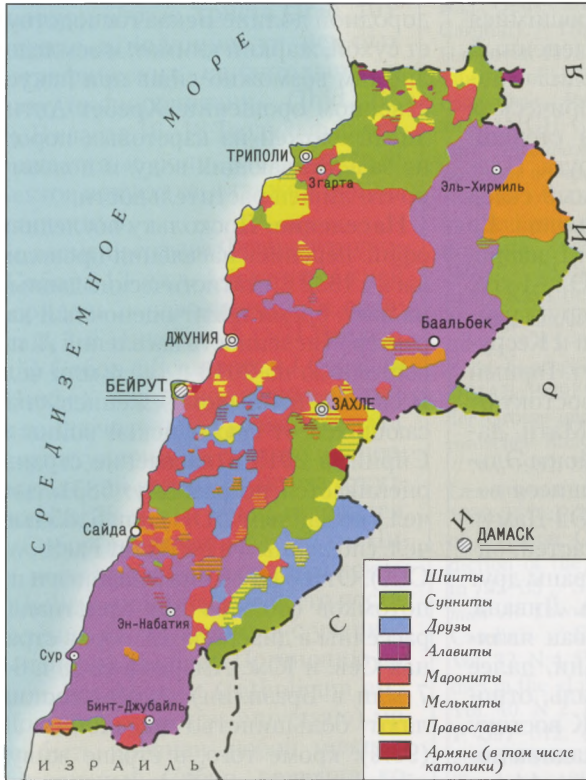 СРЕДИЗЕМНОЕ МОРЕ
СИРИЯ
ТРИПОЛИ
Згарта
Эль-Хирмиль
ДЖУНИЯ
Баальбек
БЕЙРУТ
ЗАХЛЕ
ДАМАСК
Сайда
Эн-Набатия
Сур
Бинт-Джубайль
ИЗРАИЛЬ
Шииты
Сунниты
Друзы
Алавиты
Марониты
Мелькиты
Православные
Армяне (в том числе
католики)